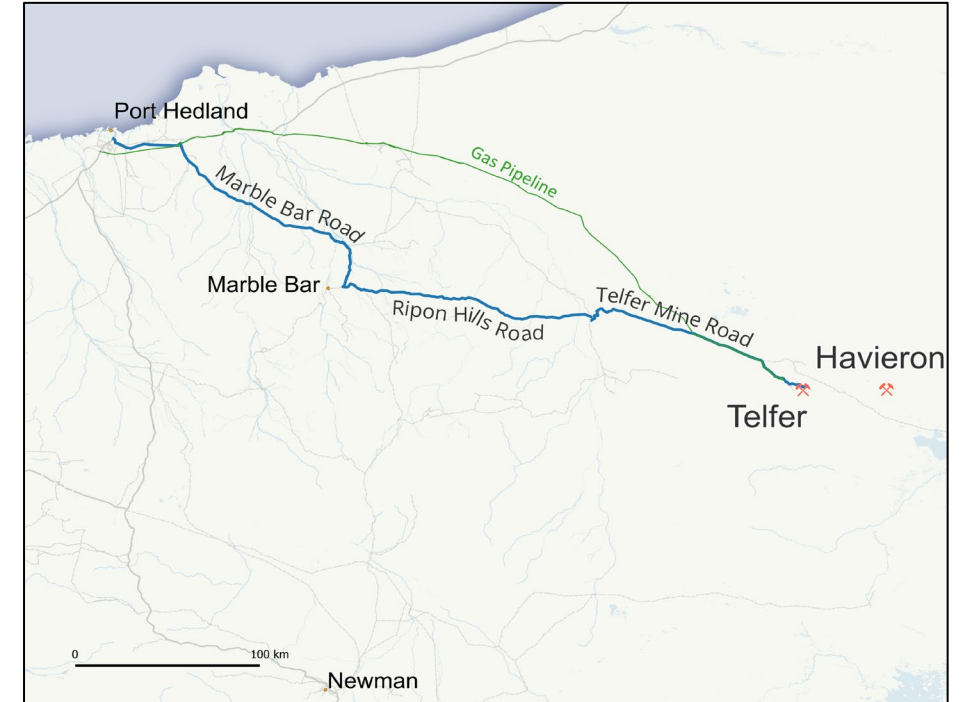 Port Hedland
Gas Pipeline
Marble Bar Road
Marble Bar
Ripon Hills Road
Telfer Mine Road
Havieron
Telfer
0 100 km
Newman